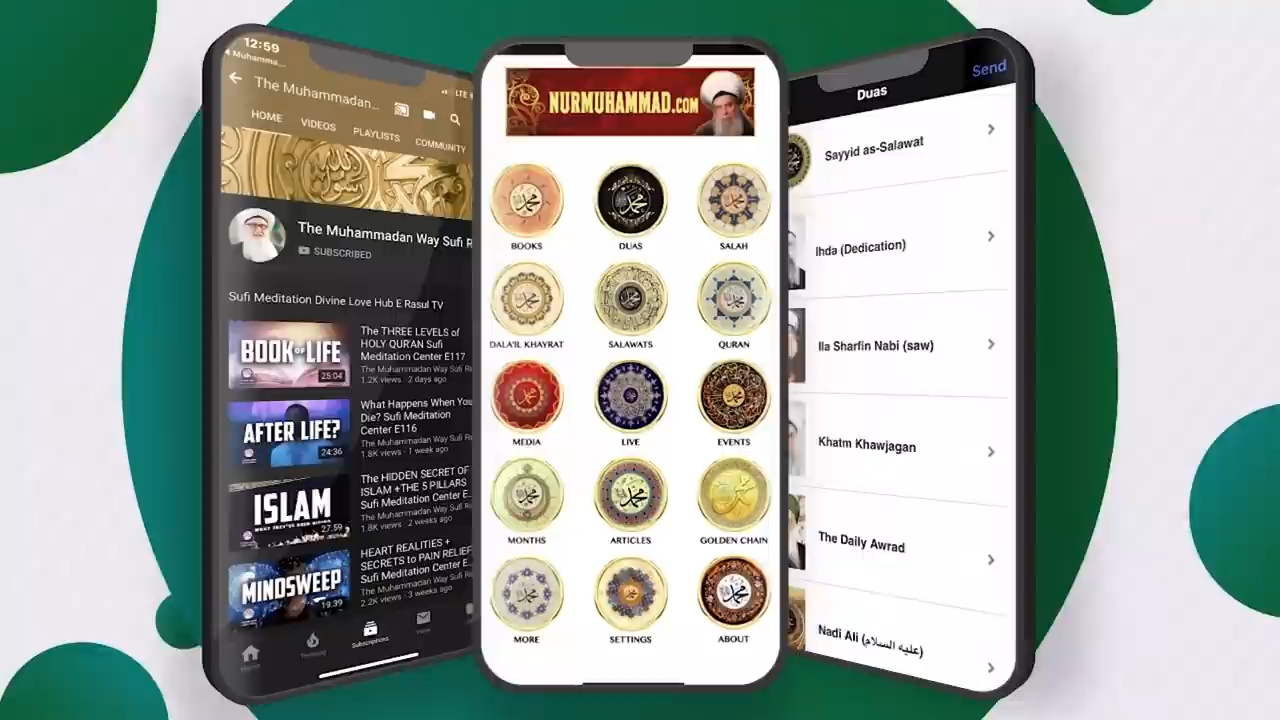 12:59
Muhamma...
LTE
The Muhammadan...
HOME VIDEOS PLAYLISTS COMMUNITY
The Muhammadan Way Sufi R
SUBSCRIBED
Sufi Meditation Divine Love Hub E Rasul TV
BOOK OF LIFE
25:04
The THREE LEVELS of
HOLY QUR'AN Sufi
Meditation Center E117
The Muhammadan Way Sufi Re
1.2K views · 2 days ago
AFTER LIFE?
24:36
What Happens When You
Die? Sufi Meditation
Center E116
The Muhammadan Way Sufi R
1.8K views · 1 week ago
ISLAM
27:59
The HIDDEN SECRET OF
ISLAM +THE 5 PILLARS
Sufi Meditation Center E...
The Muhammadan Way Sufi Re
1.8K views · 2 weeks ago
MINDSWEEP
19:39
HEART REALITIES +
SECRETS to PAIN RELIEF
Sufi Meditation Center E...
The Muhammadan Way Sufi Re
2.2K views · 3 weeks ago
Subscriptions
NURMUHAMMAD.COM
BOOKS DUAS SALAH
DALA'IL KHAYRAT SALAWATS QURAN
MEDIA LIVE EVENTS
MONTHS ARTICLES GOLDEN CHAIN
MORE SETTINGS ABOUT
Duas
Send
Sayyid as-Salawat
Ihda (Dedication)
Ila Sharfin Nabi (saw)
Khatm Khawjagan
The Daily Awrad
Nadi Ali (عليه السلام)